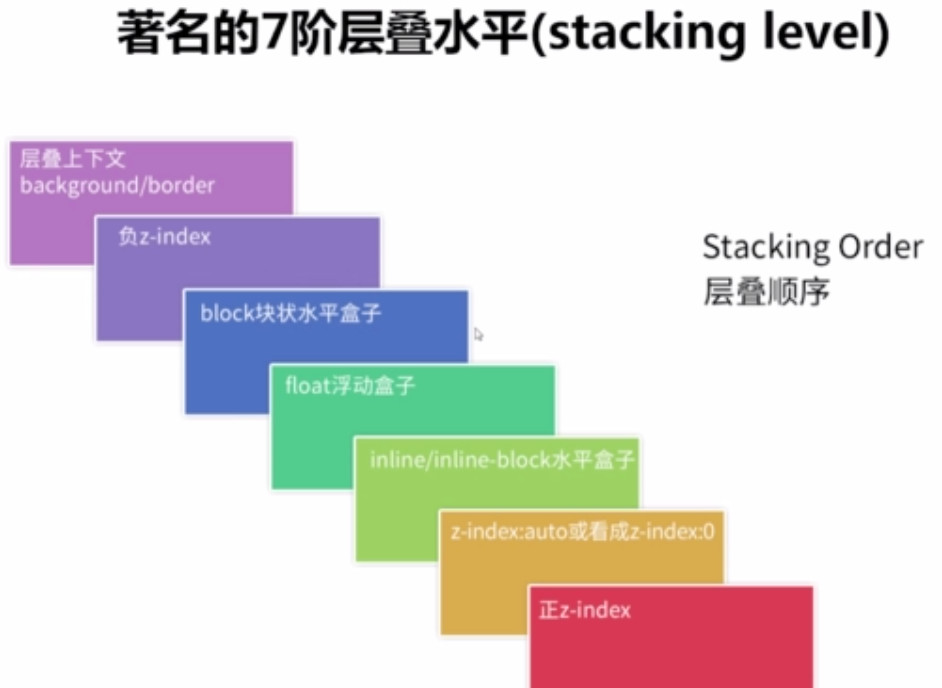 著名的7阶层叠水平(stacking level)
层叠上下文
background/border
负z-index
Stacking Order
层叠顺序
block块状水平盒子
float浮动盒子
inline/inline-block水平盒子
z-index:auto或看成z-index:0
正z-index